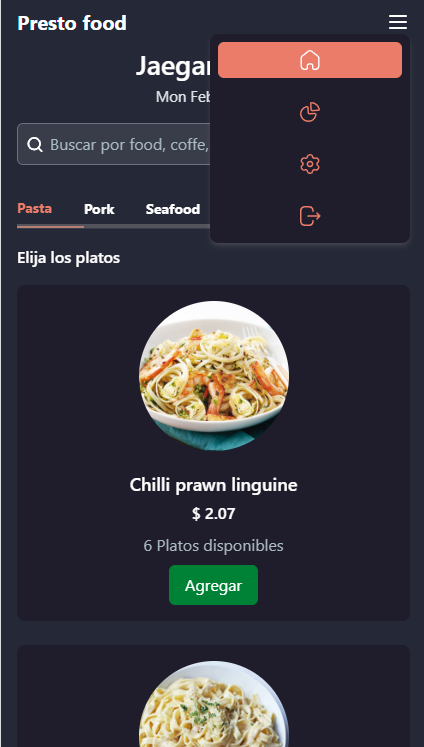 Presto food
Jaegar
Mon Feb
Buscar por food, coffe,
Pasta Pork Seafood
Elija los platos
Chilli prawn linguine
$ 2.07
6 Platos disponibles
Agregar